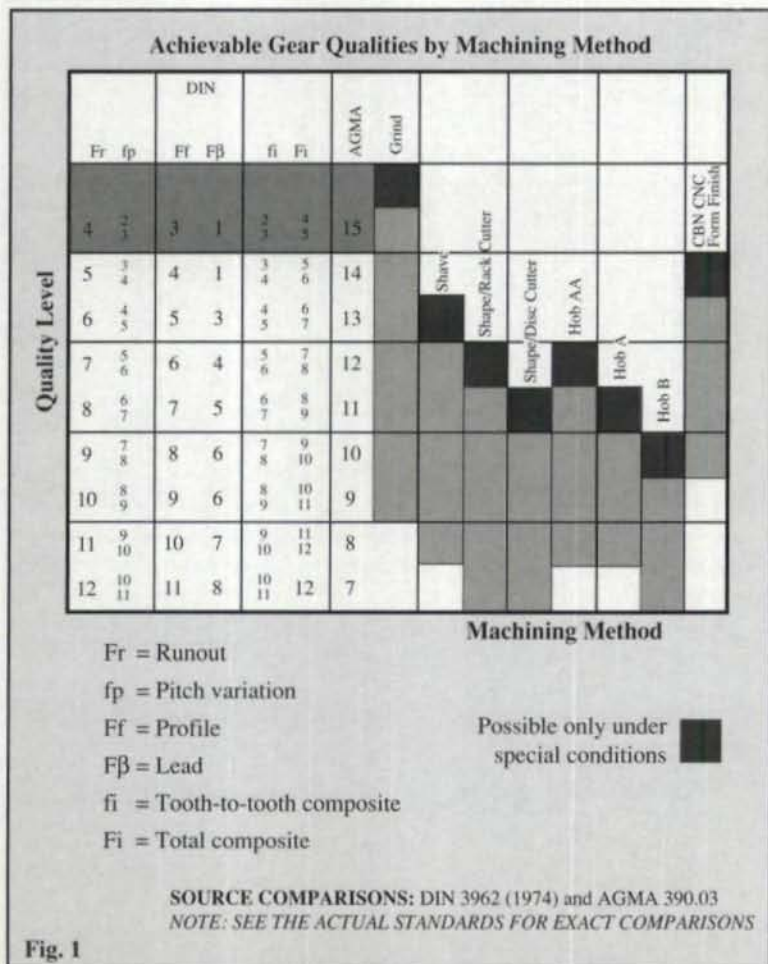 Achievable Gear Qualities by Machining Method
DIN
Fr fp Ff Fβ fi Fi AGMA Grind
Shave
Shape/Rack Cutter
Shape/Disc Cutter
Hob AA
Hob A
Hob B
CBN CNC
Form Finish
Quality Level
4 2/3 3 1 2/3 4/5 15
5 3/4 4 1 3/4 5/6 14
6 4/5 5 3 4/5 6/7 13
7 5/6 6 4 5/6 7/8 12
8 6/7 7 5 6/7 8/9 11
9 7/8 8 6 7/8 9/10 10
10 8/9 9 6 8/9 10/11 9
11 9/10 10 7 9/10 11/12 8
12 10/11 11 8 10/11 12 7
Machining Method
Fr = Runout
fp = Pitch variation
Ff = Profile
Fβ = Lead
fi = Tooth-to-tooth composite
Fi = Total composite
Possible only under
special conditions
SOURCE COMPARISONS: DIN 3962 (1974) and AGMA 390.03
NOTE: SEE THE ACTUAL STANDARDS FOR EXACT COMPARISONS
Fig. 1